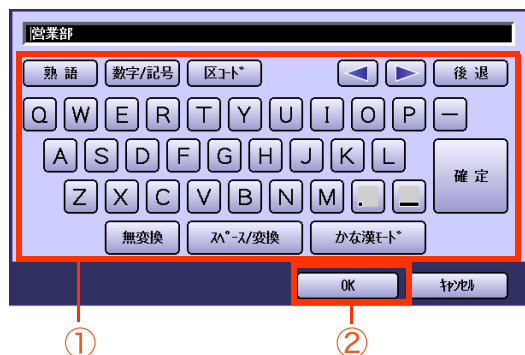 営業部
熟語 数字/記号 区ｺｰﾄﾞ 後退
Q W E R T Y U I O P ー
A S D F G H J K L 確定
Z X C V B N M . _
無変換 ｽﾍﾟｰｽ/変換 かな漢ﾓｰﾄﾞ
OK ｷｬﾝｾﾙ
① ②